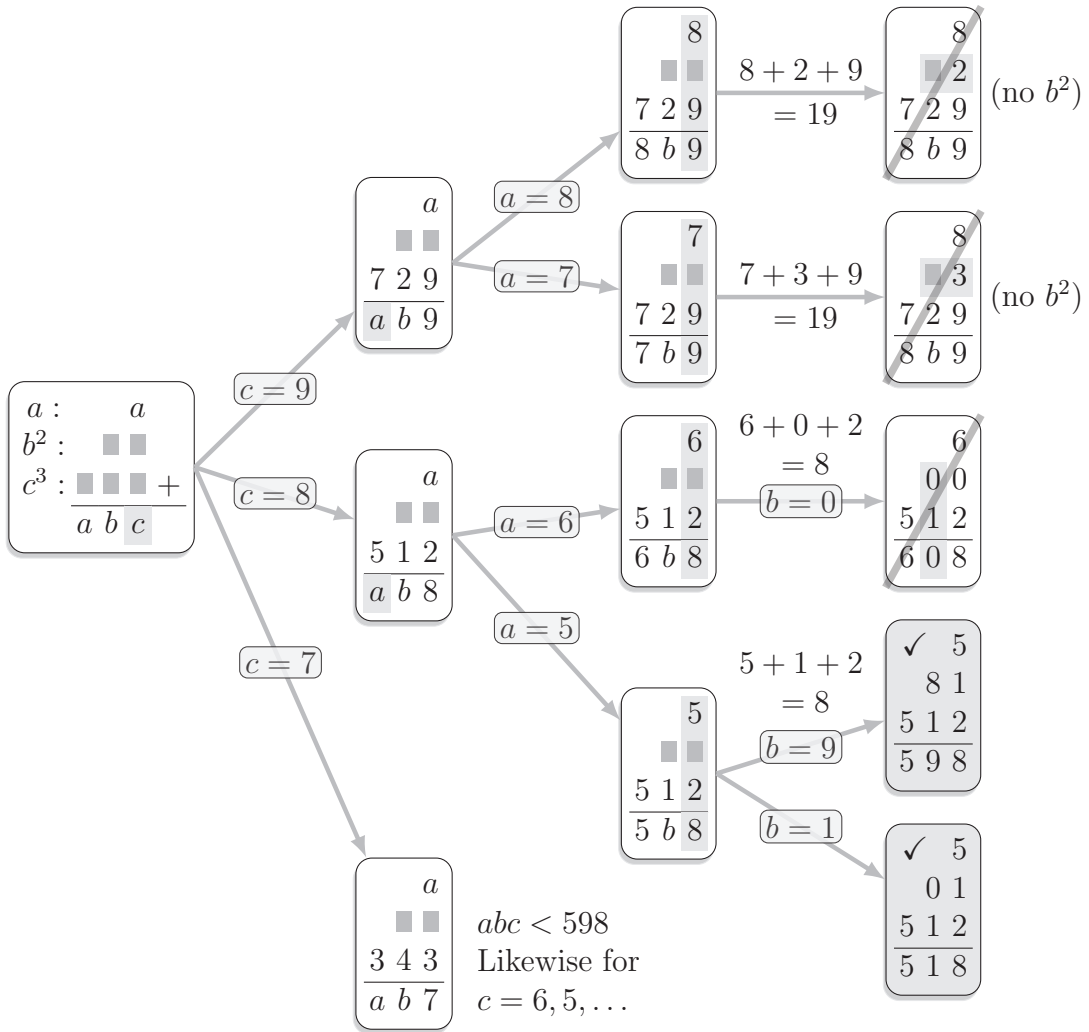 a : a
b² :
c³ : +
a b c
c = 9
c = 8
c = 7
a
7 2 9
a b 9
a = 8
a = 7
8
7 2 9
8 b 9
8 + 2 + 9
= 19
8
2
7 2 9
8 b 9
(no b²)
7
7 2 9
7 b 9
7 + 3 + 9
= 19
8
3
7 2 9
8 b 9
(no b²)
a
5 1 2
a b 8
a = 6
a = 5
6
5 1 2
6 b 8
6 + 0 + 2
= 8
b = 0
6
0 0
5 1 2
6 0 8
5
5 1 2
5 b 8
5 + 1 + 2
= 8
b = 9
b = 1
✓ 5
8 1
5 1 2
5 9 8
✓ 5
0 1
5 1 2
5 1 8
a
3 4 3
a b 7
abc < 598
Likewise for
c = 6, 5, . . .